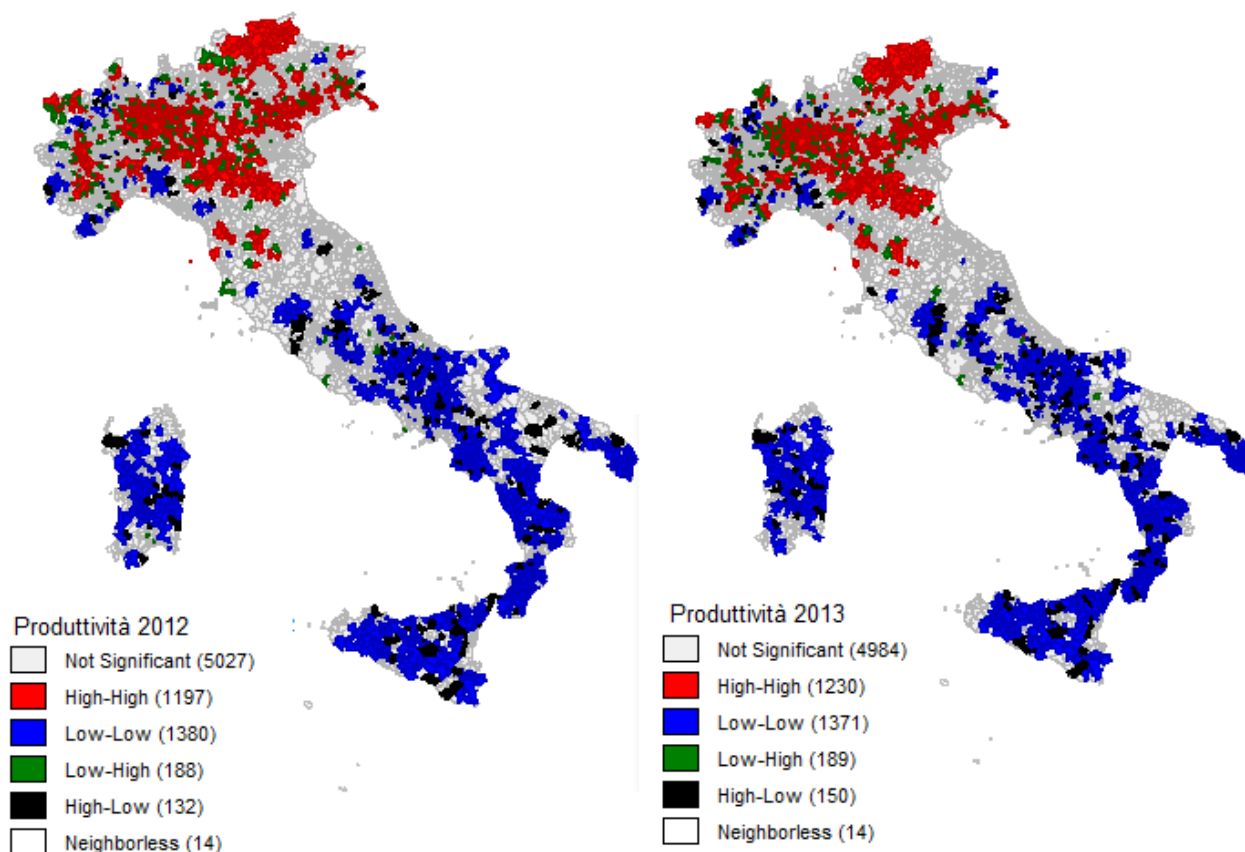 Produttività 2012
Not Significant (5027)
High-High (1197)
Low-Low (1380)
Low-High (188)
High-Low (132)
Neighborless (14)
Produttività 2013
Not Significant (4984)
High-High (1230)
Low-Low (1371)
Low-High (189)
High-Low (150)
Neighborless (14)